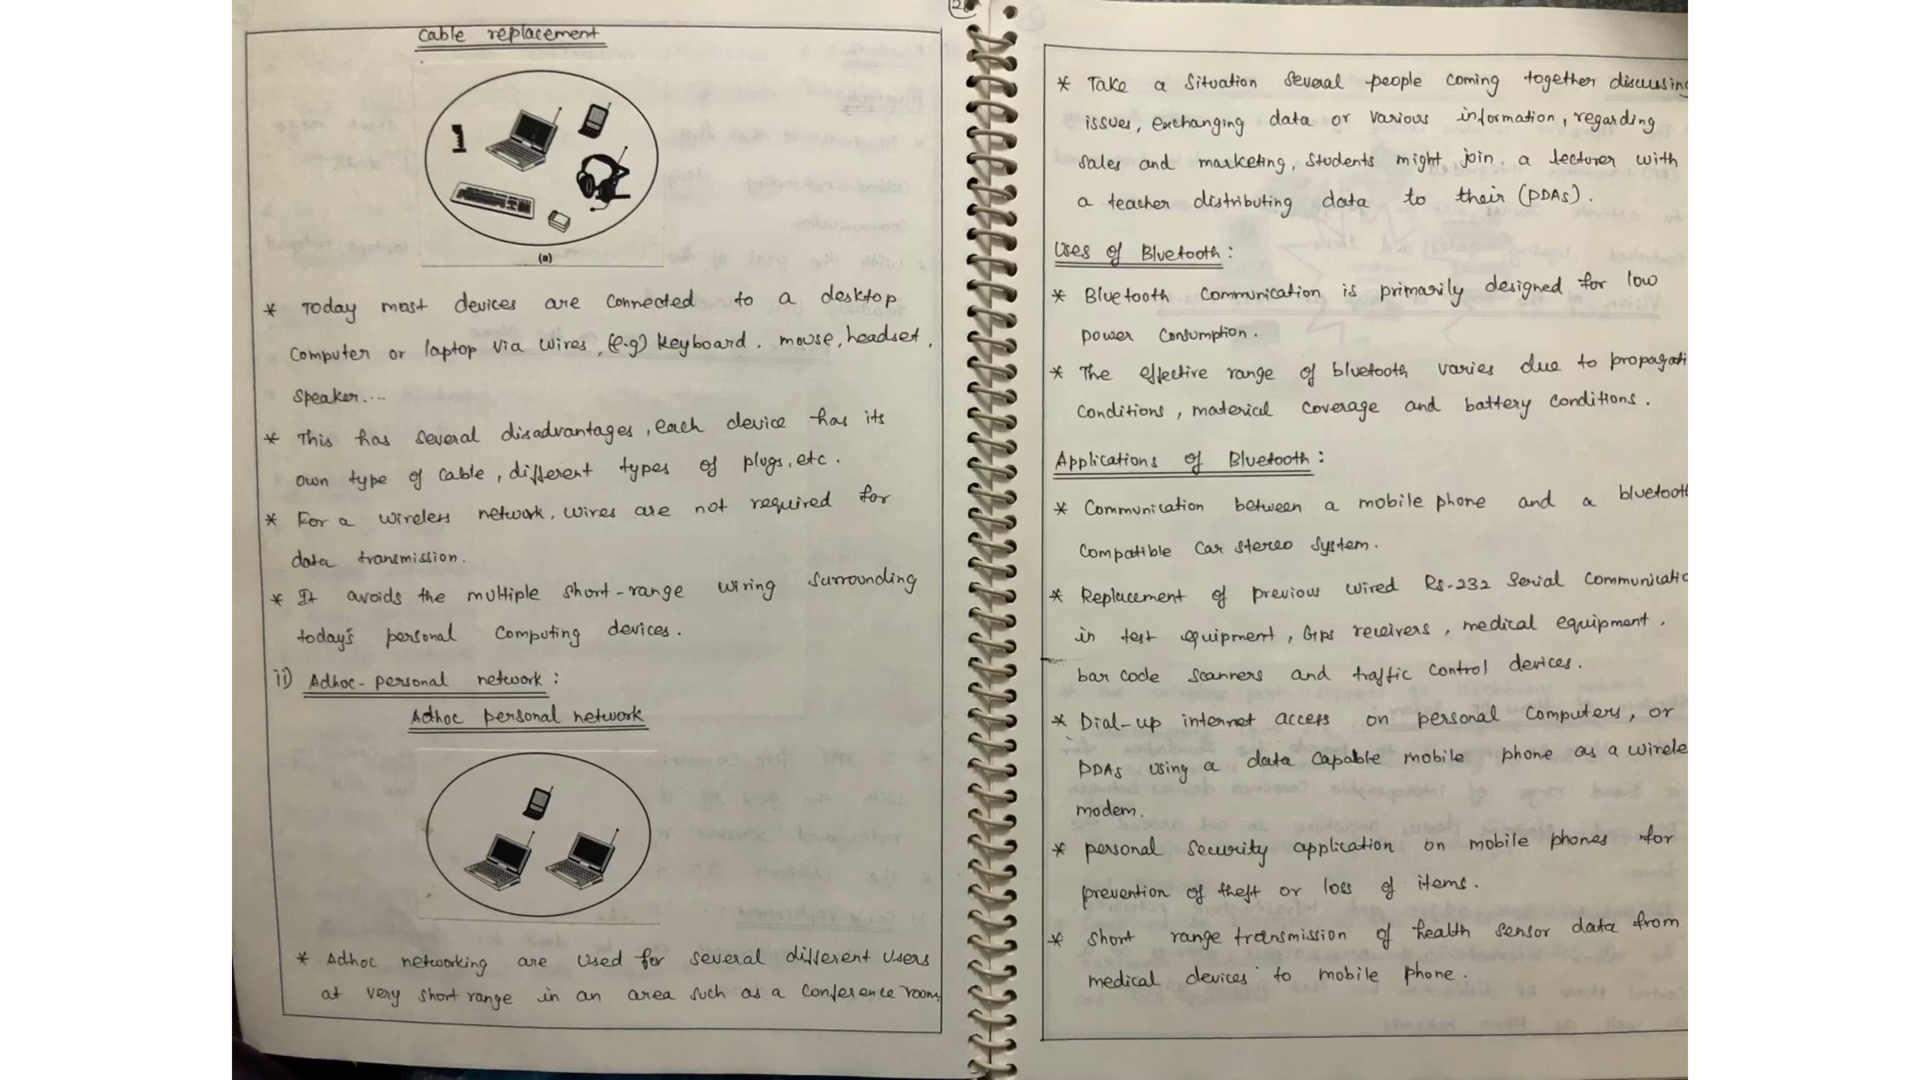 Cable replacement
(a)
* Today most devices are connected to a desktop
computer or laptop via wires, (e.g) keyboard. mouse, headset,
speaker....
* This has several disadvantages, each device has its
own type of cable, different types of plugs, etc.
* For a wireless network, wires are not required for
data transmission.
* It avoids the multiple short-range wiring surrounding
today's personal computing devices.
ii) Adhoc-personal network:
Adhoc personal network
* Adhoc networking are used for several different users
at very short range in an area such as a conference room,
* Take a situation several people coming together discussing
issues, exchanging data or various information, regarding
sales and marketing, students might join a lecturer with
a teacher distributing data to their (PDAs).
Uses of Bluetooth:
* Bluetooth communication is primarily designed for low
power consumption.
* The effective range of bluetooth varies due to propagati
conditions, material coverage and battery conditions.
Applications of Bluetooth:
* Communication between a mobile phone and a bluetooth
compatible car stereo system.
* Replacement of previous wired RS-232 serial communicatio
in test equipment, Gps receivers, medical equipment,
bar code scanners and traffic control devices.
* Dial-up internet access on personal computers, or
PDAs using a data capable mobile phone as a wirele
modem.
* personal security application on mobile phones for
prevention of theft or loss of items.
* short range transmission of health sensor data from
medical devices to mobile phone.